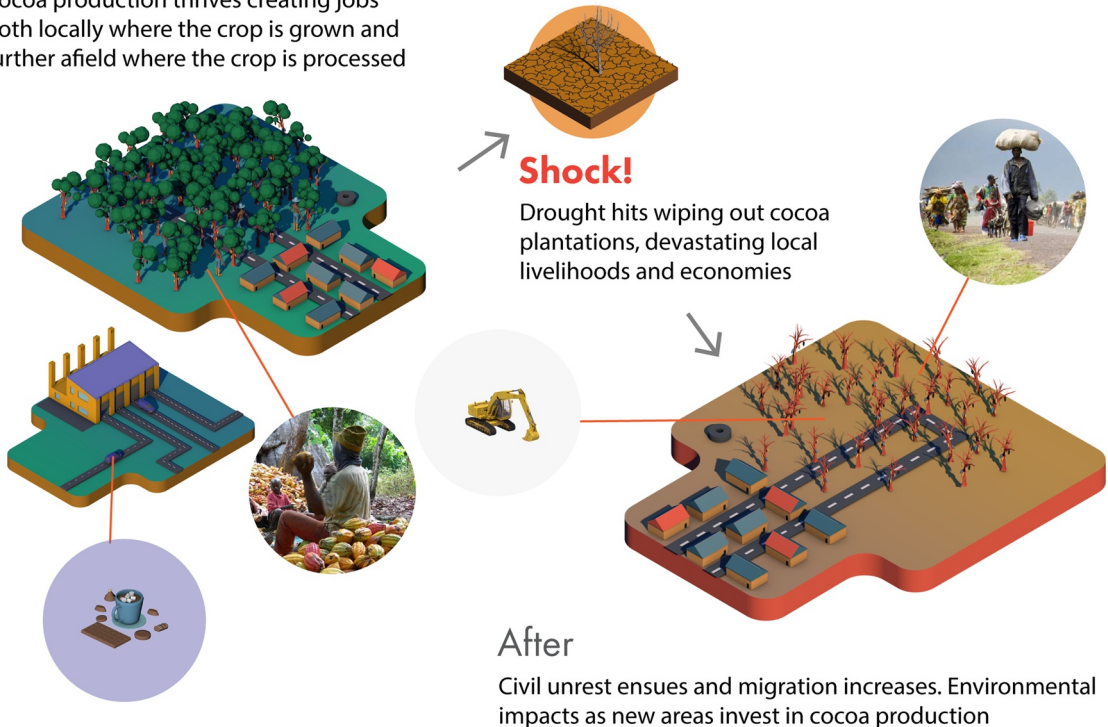 ocoa production thrives creating jobs
oth locally where the crop is grown and
urther afield where the crop is processed
Shock!
Drought hits wiping out cocoa
plantations, devastating local
livelihoods and economies
After
Civil unrest ensues and migration increases. Environmental
impacts as new areas invest in cocoa production